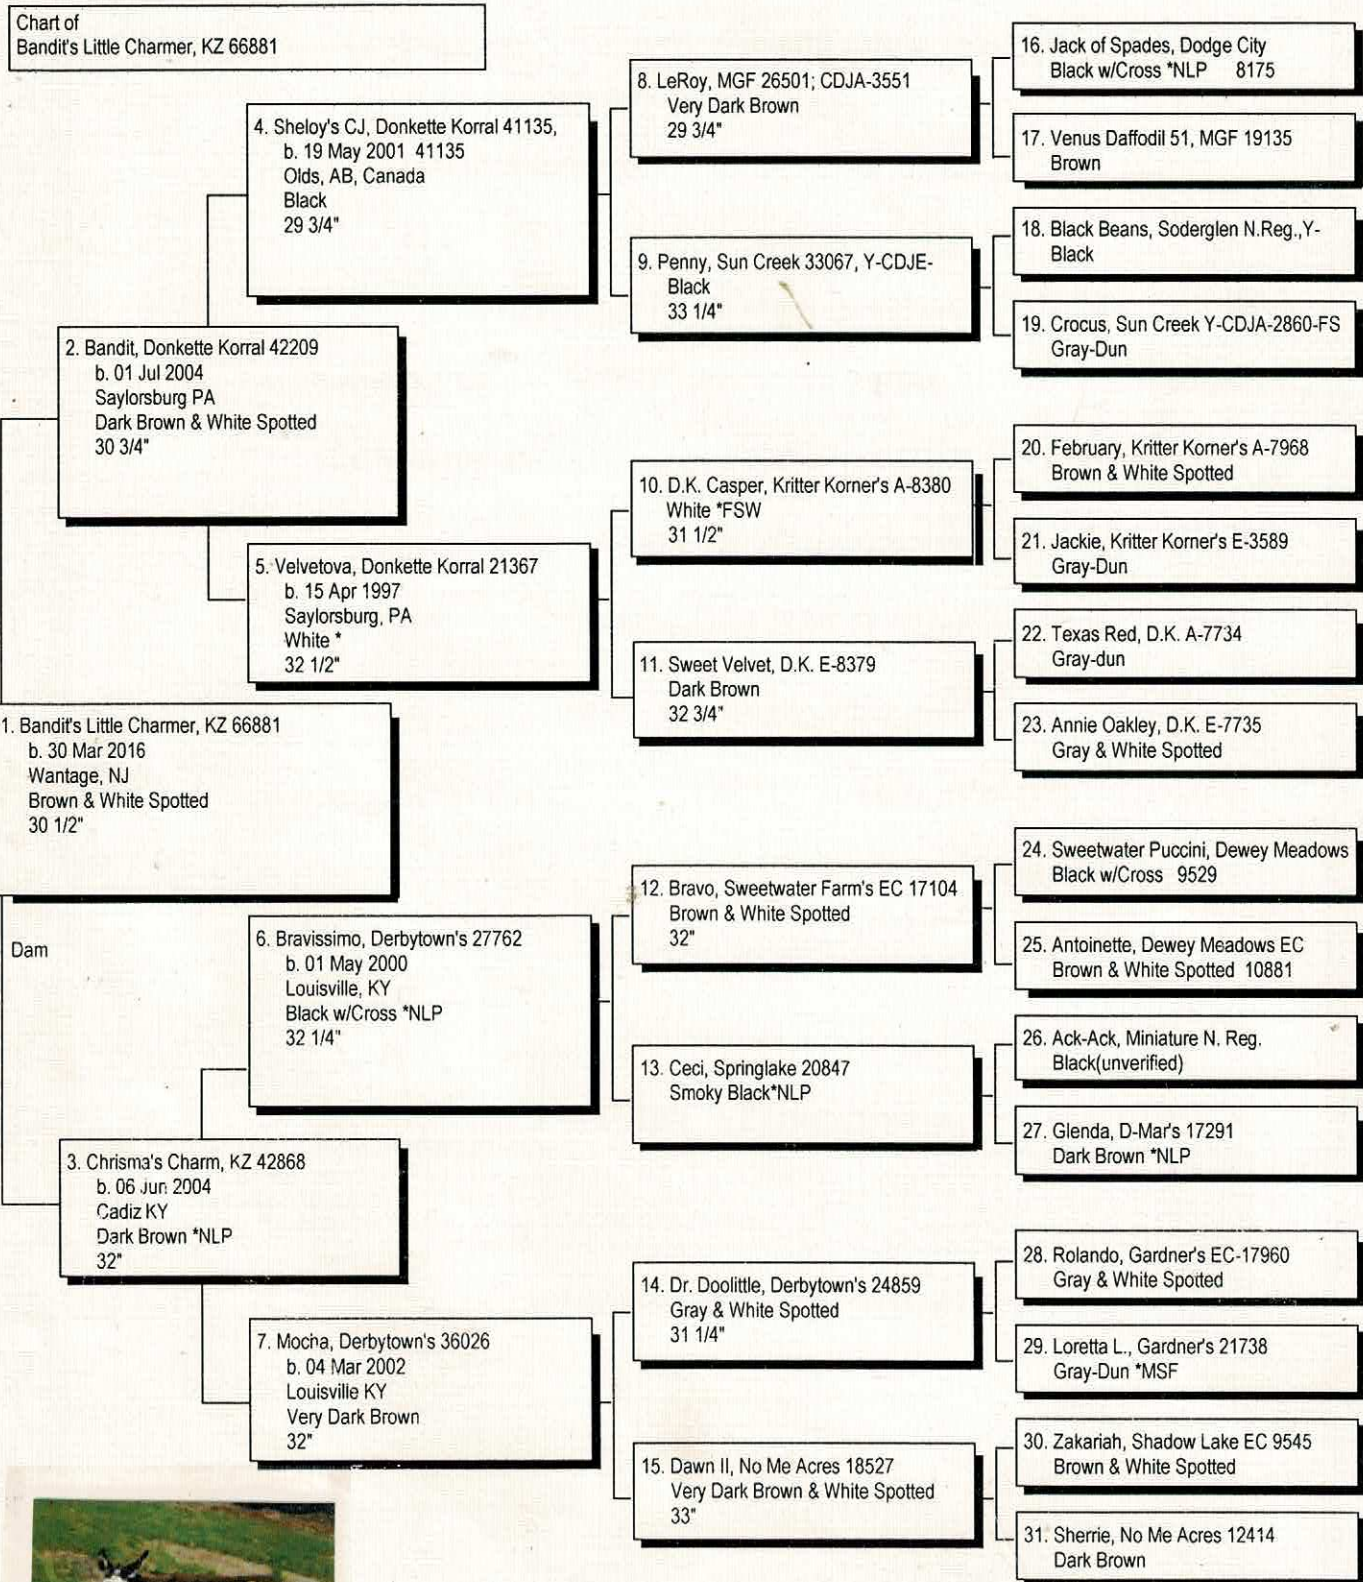 Chart of
Bandit's Little Charmer, KZ 66881
1. Bandit's Little Charmer, KZ 66881
b. 30 Mar 2016
Wantage, NJ
Brown & White Spotted
30 1/2"
Dam
2. Bandit, Donkette Korral 42209
b. 01 Jul 2004
Saylorsburg PA
Dark Brown & White Spotted
30 3/4"
3. Chrisma's Charm, KZ 42868
b. 06 Jun 2004
Cadiz KY
Dark Brown *NLP
32"
4. Sheloy's CJ, Donkette Korral 41135,
b. 19 May 2001 41135
Olds, AB, Canada
Black
29 3/4"
5. Velvetova, Donkette Korral 21367
b. 15 Apr 1997
Saylorsburg, PA
White *
32 1/2"
6. Bravissimo, Derbytown's 27762
b. 01 May 2000
Louisville, KY
Black w/Cross *NLP
32 1/4"
7. Mocha, Derbytown's 36026
b. 04 Mar 2002
Louisville KY
Very Dark Brown
32"
8. LeRoy, MGF 26501; CDJA-3551
Very Dark Brown
29 3/4"
9. Penny, Sun Creek 33067, Y-CDJE-
Black
33 1/4"
10. D.K. Casper, Kritter Korner's A-8380
White *FSW
31 1/2"
11. Sweet Velvet, D.K. E-8379
Dark Brown
32 3/4"
12. Bravo, Sweetwater Farm's EC 17104
Brown & White Spotted
32"
13. Ceci, Springlake 20847
Smoky Black*NLP
14. Dr. Doolittle, Derbytown's 24859
Gray & White Spotted
31 1/4"
15. Dawn II, No Me Acres 18527
Very Dark Brown & White Spotted
33"
16. Jack of Spades, Dodge City
Black w/Cross *NLP 8175
17. Venus Daffodil 51, MGF 19135
Brown
18. Black Beans, Soderglen N.Reg.,Y-
Black
19. Crocus, Sun Creek Y-CDJA-2860-FS
Gray-Dun
20. February, Kritter Korner's A-7968
Brown & White Spotted
21. Jackie, Kritter Korner's E-3589
Gray-Dun
22. Texas Red, D.K. A-7734
Gray-dun
23. Annie Oakley, D.K. E-7735
Gray & White Spotted
24. Sweetwater Puccini, Dewey Meadows
Black w/Cross 9529
25. Antoinette, Dewey Meadows EC
Brown & White Spotted 10881
26. Ack-Ack, Miniature N. Reg.
Black(unverified)
27. Glenda, D-Mar's 17291
Dark Brown *NLP
28. Rolando, Gardner's EC-17960
Gray & White Spotted
29. Loretta L., Gardner's 21738
Gray-Dun *MSF
30. Zakariah, Shadow Lake EC 9545
Brown & White Spotted
31. Sherrie, No Me Acres 12414
Dark Brown